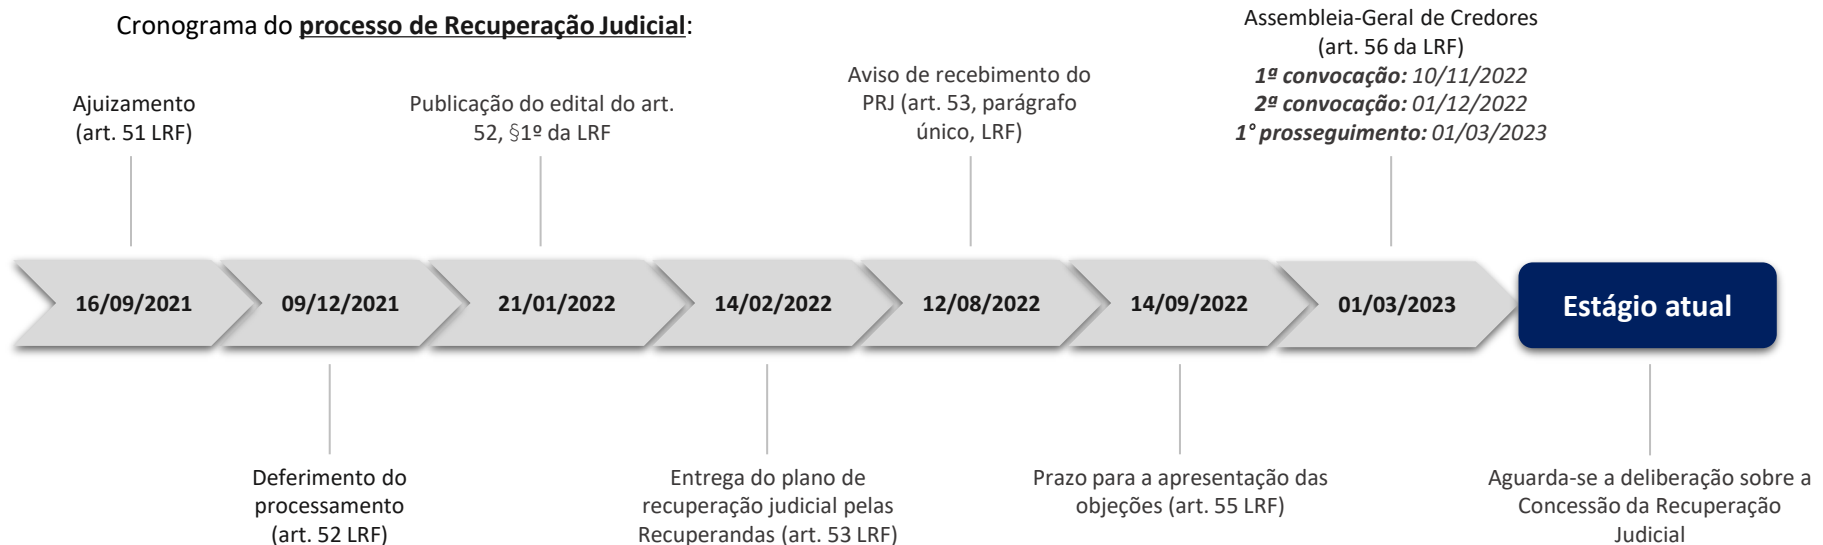 Cronograma do processo de Recuperação Judicial:
Assembleia-Geral de Credores
(art. 56 da LRF)
1ª convocação: 10/11/2022
2ª convocação: 01/12/2022
1° prosseguimento: 01/03/2023
Ajuizamento
(art. 51 LRF)
Publicação do edital do art.
52, §1º da LRF
Aviso de recebimento do
PRJ (art. 53, parágrafo
único, LRF)
16/09/2021
09/12/2021
21/01/2022
14/02/2022
12/08/2022
14/09/2022
01/03/2023
Estágio atual
Deferimento do
processamento
(art. 52 LRF)
Entrega do plano de
recuperação judicial pelas
Recuperandas (art. 53 LRF)
Prazo para a apresentação das
objeções (art. 55 LRF)
Aguarda-se a deliberação sobre a
Concessão da Recuperação
Judicial